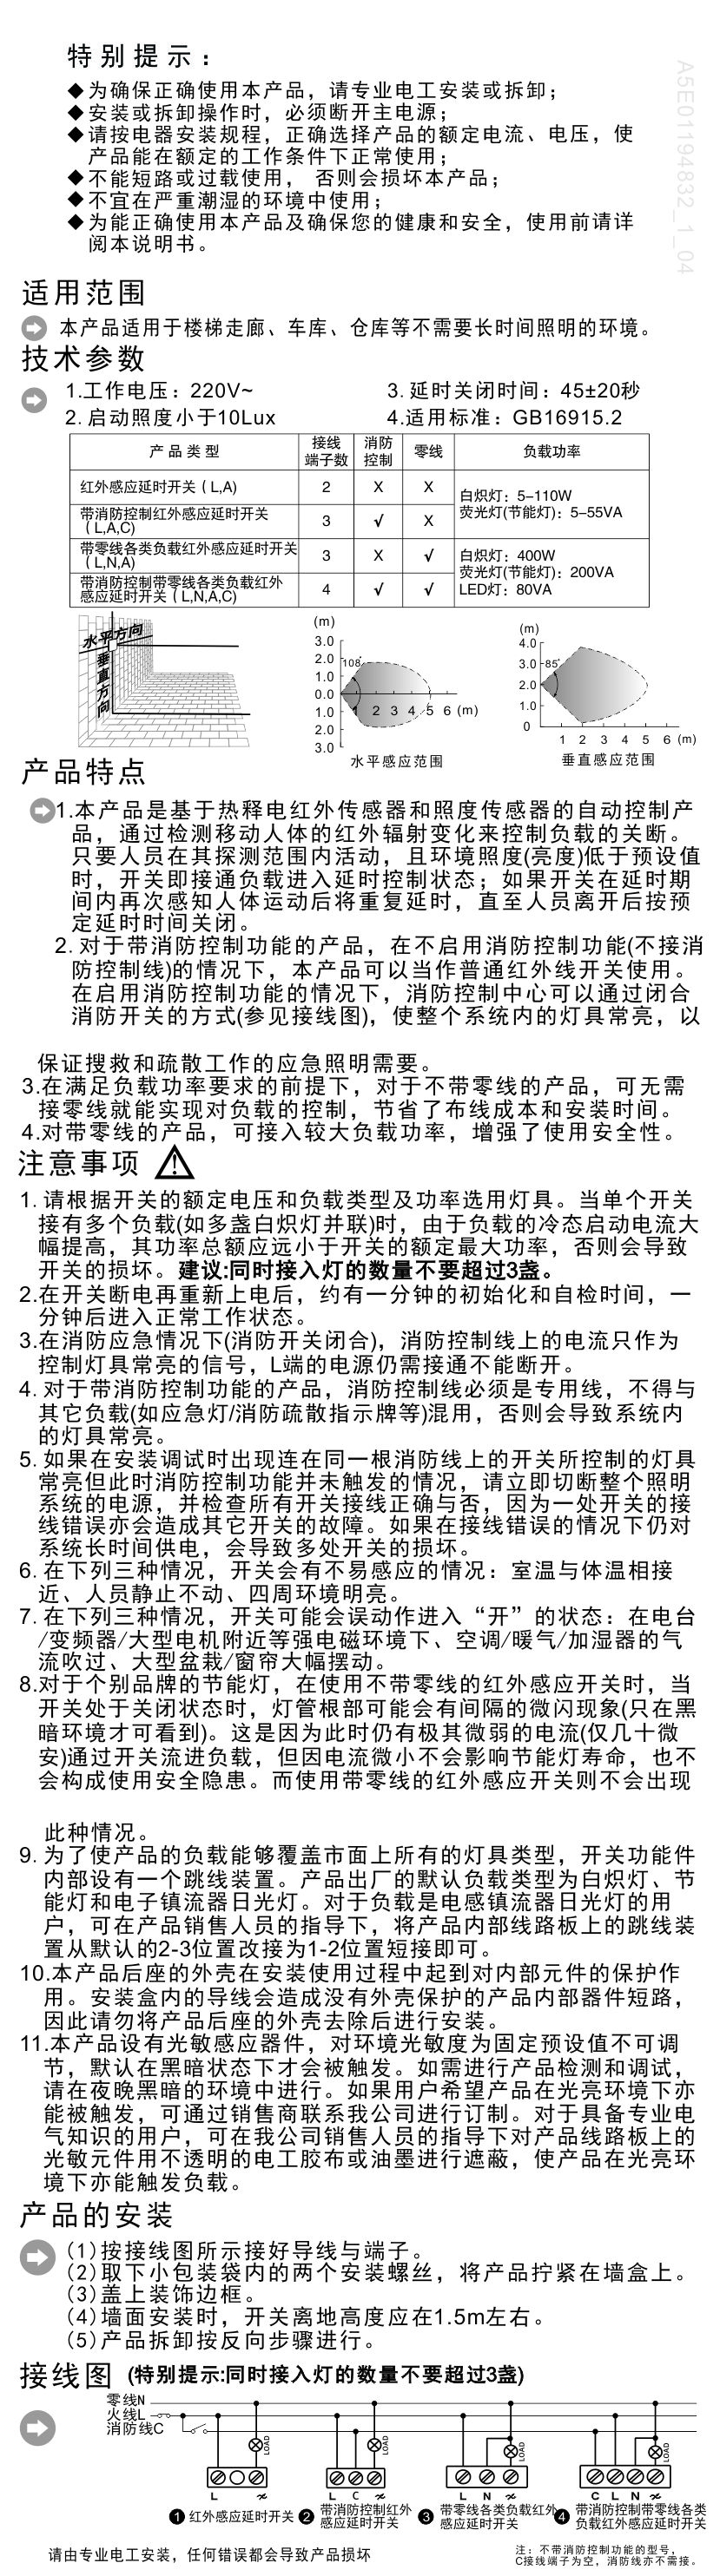 特别提示：
◆为确保正确使用本产品，请专业电工安装或拆卸；
◆安装或拆卸操作时，必须断开主电源；
◆请按电器安装规程，正确选择产品的额定电流、电压，使
产品能在额定的工作条件下正常使用；
◆不能短路或过载使用， 否则会损坏本产品；
◆不宜在严重潮湿的环境中使用；
◆为能正确使用本产品及确保您的健康和安全，使用前请详
阅本说明书。
A5E01194832_1_04
适用范围
本产品适用于楼梯走廊、车库、仓库等不需要长时间照明的环境。
技术参数
1.工作电压：220V~ 3. 延时关闭时间：45±20秒
2. 启动照度小于10Lux 4.适用标准：GB16915.2
产品类型 接线端子数 消防控制 零线 负载功率
红外感应延时开关（L,A) 2 X X
白炽灯：5-110W
荧光灯(节能灯)：5-55VA
带消防控制红外感应延时开关
（L,A,C) 3 √ X
带零线各类负载红外感应延时开关
（L,N,A) 3 X √
白炽灯：400W
荧光灯(节能灯)：200VA
LED灯：80VA
带消防控制带零线各类负载红外
感应延时开关（L,N,A,C) 4 √ √
水平方向
垂直方向
(m)
3.0
2.0
1.0
0.0
1.0
2.0
3.0
108°
1 2 3 4 5 6 (m)
水平感应范围
(m)
4.0
3.0
2.0
1.0
0
85°
1 2 3 4 5 6 (m)
垂直感应范围
产品特点
1.本产品是基于热释电红外传感器和照度传感器的自动控制产
品，通过检测移动人体的红外辐射变化来控制负载的关断。
只要人员在其探测范围内活动，且环境照度(亮度)低于预设值
时，开关即接通负载进入延时控制状态；如果开关在延时期
间内再次感知人体运动后将重复延时，直至人员离开后按预
定延时时间关闭。
2. 对于带消防控制功能的产品，在不启用消防控制功能(不接消
防控制线)的情况下，本产品可以当作普通红外线开关使用。
在启用消防控制功能的情况下，消防控制中心可以通过闭合
消防开关的方式(参见接线图)，使整个系统内的灯具常亮，以
保证搜救和疏散工作的应急照明需要。
3.在满足负载功率要求的前提下，对于不带零线的产品，可无需
接零线就能实现对负载的控制，节省了布线成本和安装时间。
4.对带零线的产品，可接入较大负载功率，增强了使用安全性。
注意事项
1. 请根据开关的额定电压和负载类型及功率选用灯具。当单个开关
接有多个负载(如多盏白炽灯并联)时，由于负载的冷态启动电流大
幅提高，其功率总额应远小于开关的额定最大功率，否则会导致
开关的损坏。建议:同时接入灯的数量不要超过3盏。
2.在开关断电再重新上电后，约有一分钟的初始化和自检时间，一
分钟后进入正常工作状态。
3.在消防应急情况下(消防开关闭合)，消防控制线上的电流只作为
控制灯具常亮的信号，L端的电源仍需接通不能断开。
4. 对于带消防控制功能的产品，消防控制线必须是专用线，不得与
其它负载(如应急灯/消防疏散指示牌等)混用，否则会导致系统内
的灯具常亮。
5. 如果在安装调试时出现连在同一根消防线上的开关所控制的灯具
常亮但此时消防控制功能并未触发的情况，请立即切断整个照明
系统的电源，并检查所有开关接线正确与否，因为一处开关的接
线错误亦会造成其它开关的故障。如果在接线错误的情况下仍对
系统长时间供电，会导致多处开关的损坏。
6. 在下列三种情况，开关会有不易感应的情况：室温与体温相接
近、人员静止不动、四周环境明亮。
7. 在下列三种情况，开关可能会误动作进入“开”的状态：在电台
/变频器/大型电机附近等强电磁环境下、空调/暖气/加湿器的气
流吹过、大型盆栽/窗帘大幅摆动。
8.对于个别品牌的节能灯，在使用不带零线的红外感应开关时，当
开关处于关闭状态时，灯管根部可能会有间隔的微闪现象(只在黑
暗环境才可看到)。这是因为此时仍有极其微弱的电流(仅几十微
安)通过开关流进负载，但因电流微小不会影响节能灯寿命，也不
会构成使用安全隐患。而使用带零线的红外感应开关则不会出现
此种情况。
9. 为了使产品的负载能够覆盖市面上所有的灯具类型，开关功能件
内部设有一个跳线装置。产品出厂的默认负载类型为白炽灯、节
能灯和电子镇流器日光灯。对于负载是电感镇流器日光灯的用
户，可在产品销售人员的指导下，将产品内部线路板上的跳线装
置从默认的2-3位置改接为1-2位置短接即可。
10.本产品后座的外壳在安装使用过程中起到对内部元件的保护作
用。安装盒内的导线会造成没有外壳保护的产品内部器件短路，
因此请勿将产品后座的外壳去除后进行安装。
11.本产品设有光敏感应器件，对环境光敏度为固定预设值不可调
节，默认在黑暗状态下才会被触发。如需进行产品检测和调试，
请在夜晚黑暗的环境中进行。如果用户希望产品在光亮环境下亦
能被触发，可通过销售商联系我公司进行订制。对于具备专业电
气知识的用户，可在我公司销售人员的指导下对产品线路板上的
光敏元件用不透明的电工胶布或油墨进行遮蔽，使产品在光亮环
境下亦能触发负载。
产品的安装
(1)按接线图所示接好导线与端子。
(2)取下小包装袋内的两个安装螺丝，将产品拧紧在墙盒上。
(3)盖上装饰边框。
(4)墙面安装时，开关离地高度应在1.5m左右。
(5)产品拆卸按反向步骤进行。
接线图 (特别提示:同时接入灯的数量不要超过3盏)
零线N
火线L
消防线C
LOAD LOAD LOAD LOAD
L L C L N C L N
❶ 红外感应延时开关 ❷ 带消防控制红外感应延时开关 ❸ 带零线各类负载红外感应延时开关 ❹ 带消防控制带零线各类负载红外感应延时开关
请由专业电工安装，任何错误都会导致产品损坏
注：不带消防控制功能的型号，
C接线端子为空，消防线亦不需接。